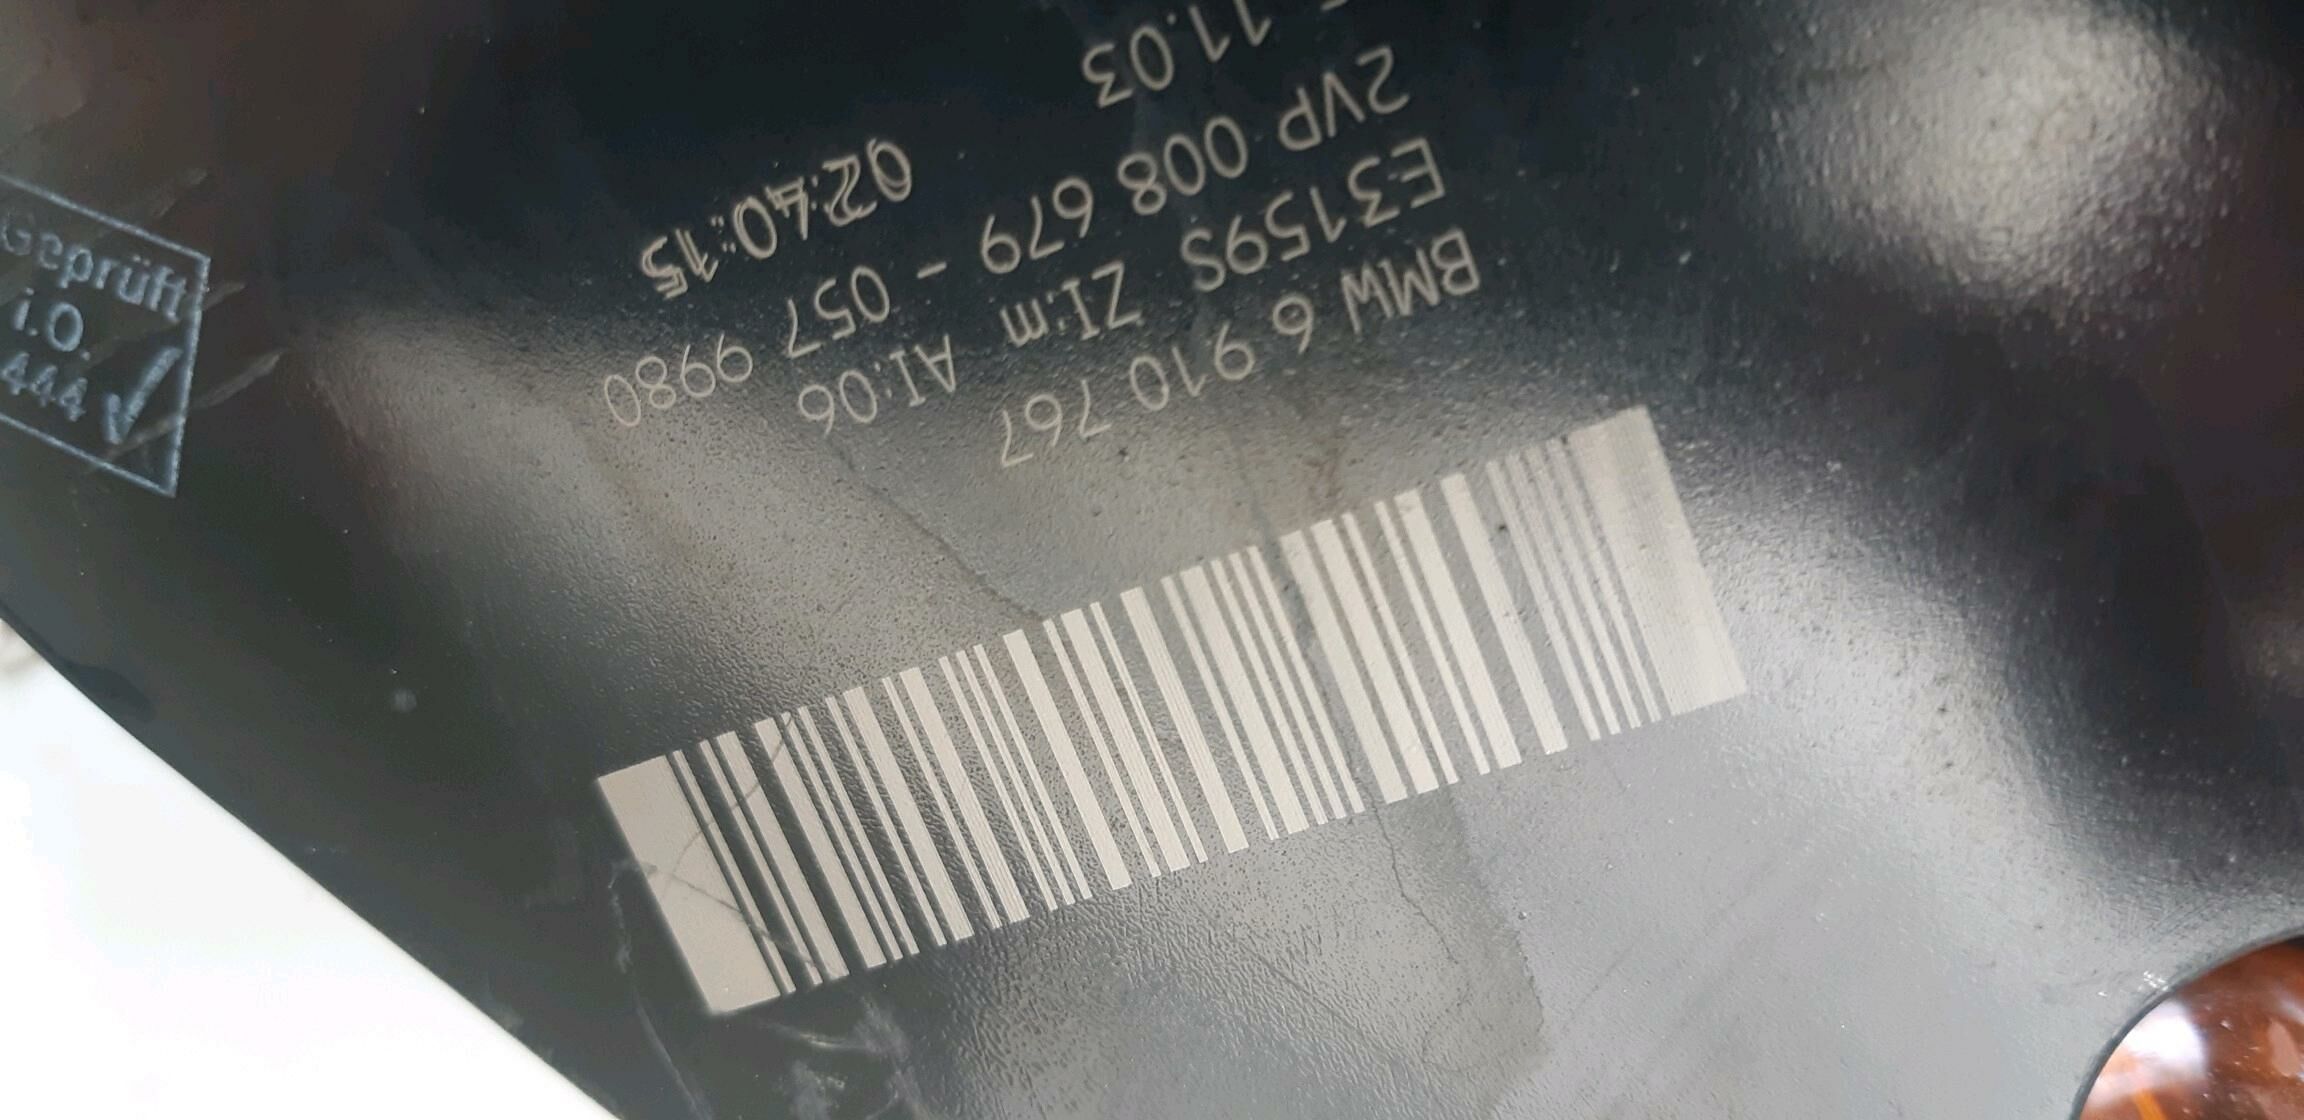 BMW 6 910 767
E3159S ZI:m AI:06
2VP 008 679 - 057 9980
11.03 02:40:15
Geprüft
i.O.
444